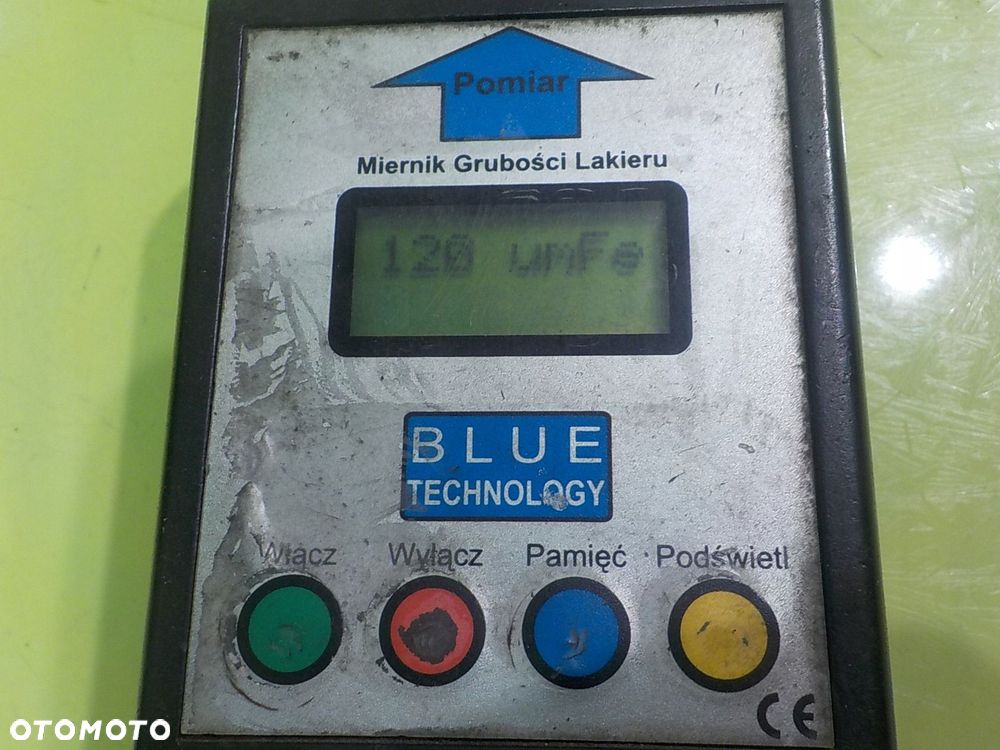 Pomiar
Miernik Grubości Lakieru
120 umFe
BLUE
TECHNOLOGY
Włącz Wyłącz Pamięć Podświetl
CE
OTOMOTO